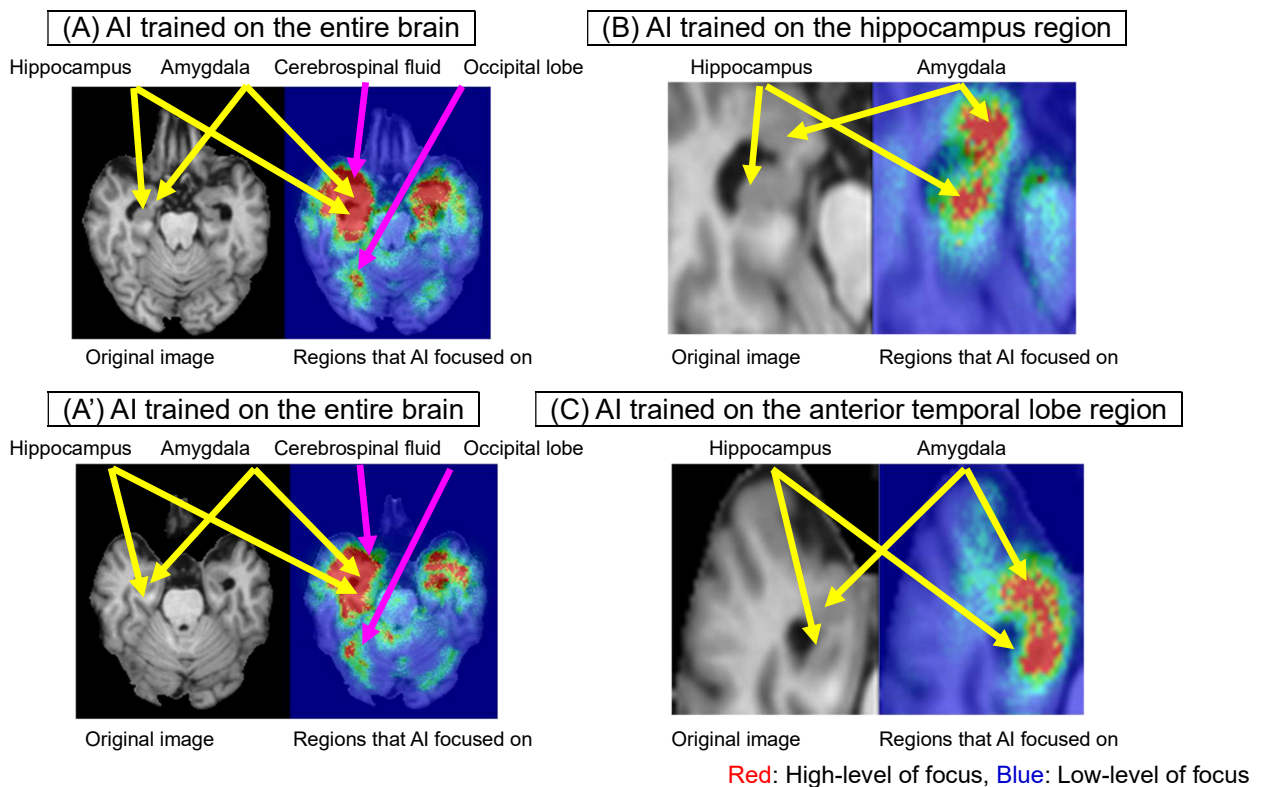 (A) AI trained on the entire brain
Hippocampus Amygdala Cerebrospinal fluid Occipital lobe
Original image Regions that AI focused on
(B) AI trained on the hippocampus region
Hippocampus Amygdala
Original image Regions that AI focused on
(A’) AI trained on the entire brain
Hippocampus Amygdala Cerebrospinal fluid Occipital lobe
Original image Regions that AI focused on
(C) AI trained on the anterior temporal lobe region
Hippocampus Amygdala
Original image Regions that AI focused on
Red: High-level of focus, Blue: Low-level of focus